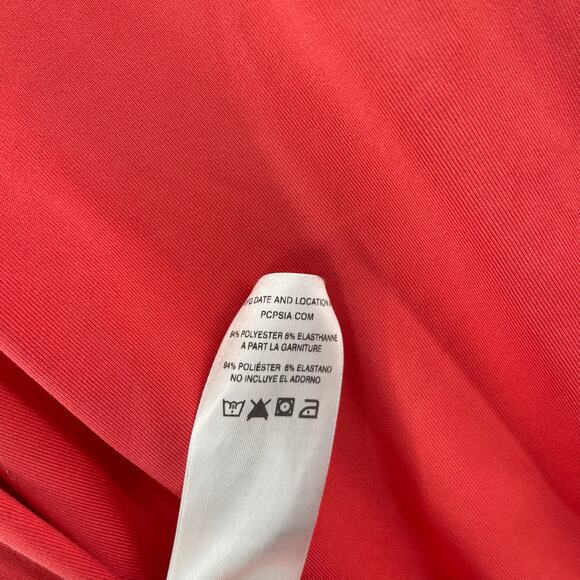 DATE AND LOCATION
PCPSIA.COM
94% POLYESTER 6% ELASTHANNE
A PART LA GARNITURE
94% POLIÉSTER 6% ELASTANO
NO INCLUYE EL ADORNO